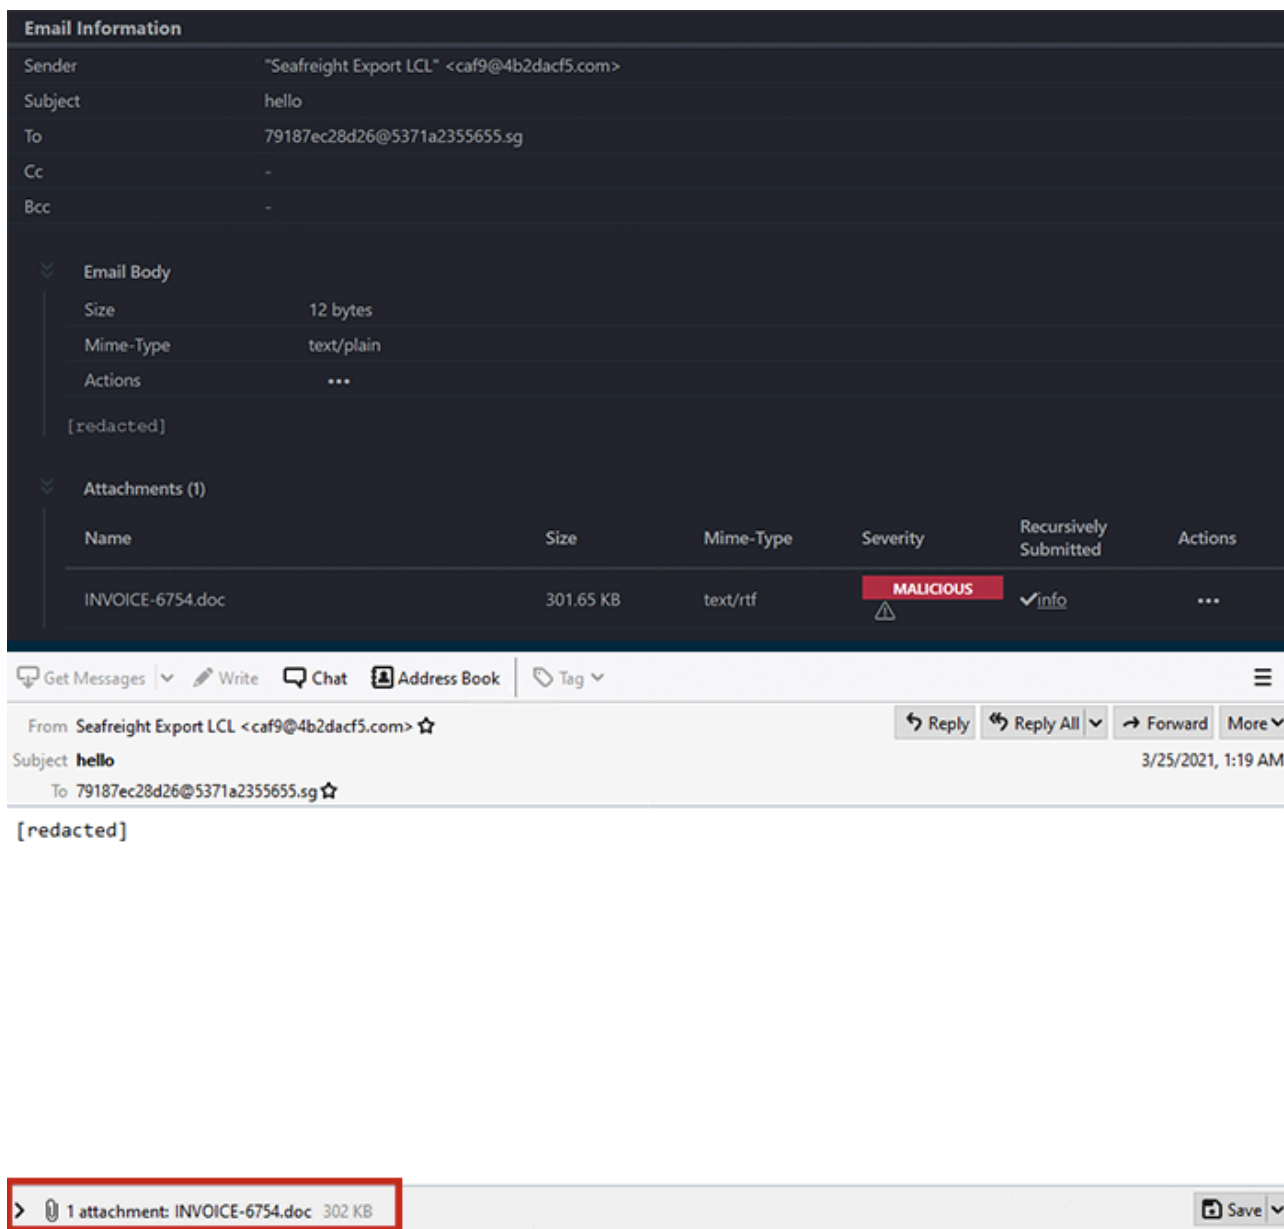 Email Information
Sender "Seafreight Export LCL" <caf9@4b2dacf5.com>
Subject hello
To 79187ec28d26@5371a2355655.sg
Cc -
Bcc -
Email Body
Size 12 bytes
Mime-Type text/plain
Actions •••
[redacted]
Attachments (1)
Name Size Mime-Type Severity Recursively Submitted Actions
INVOICE-6754.doc 301.65 KB text/rtf MALICIOUS info •••
Get Messages Write Chat Address Book Tag
From Seafreight Export LCL <caf9@4b2dacf5.com> Reply Reply All Forward More
Subject hello 3/25/2021, 1:19 AM
To 79187ec28d26@5371a2355655.sg
[redacted]
1 attachment: INVOICE-6754.doc 302 KB Save